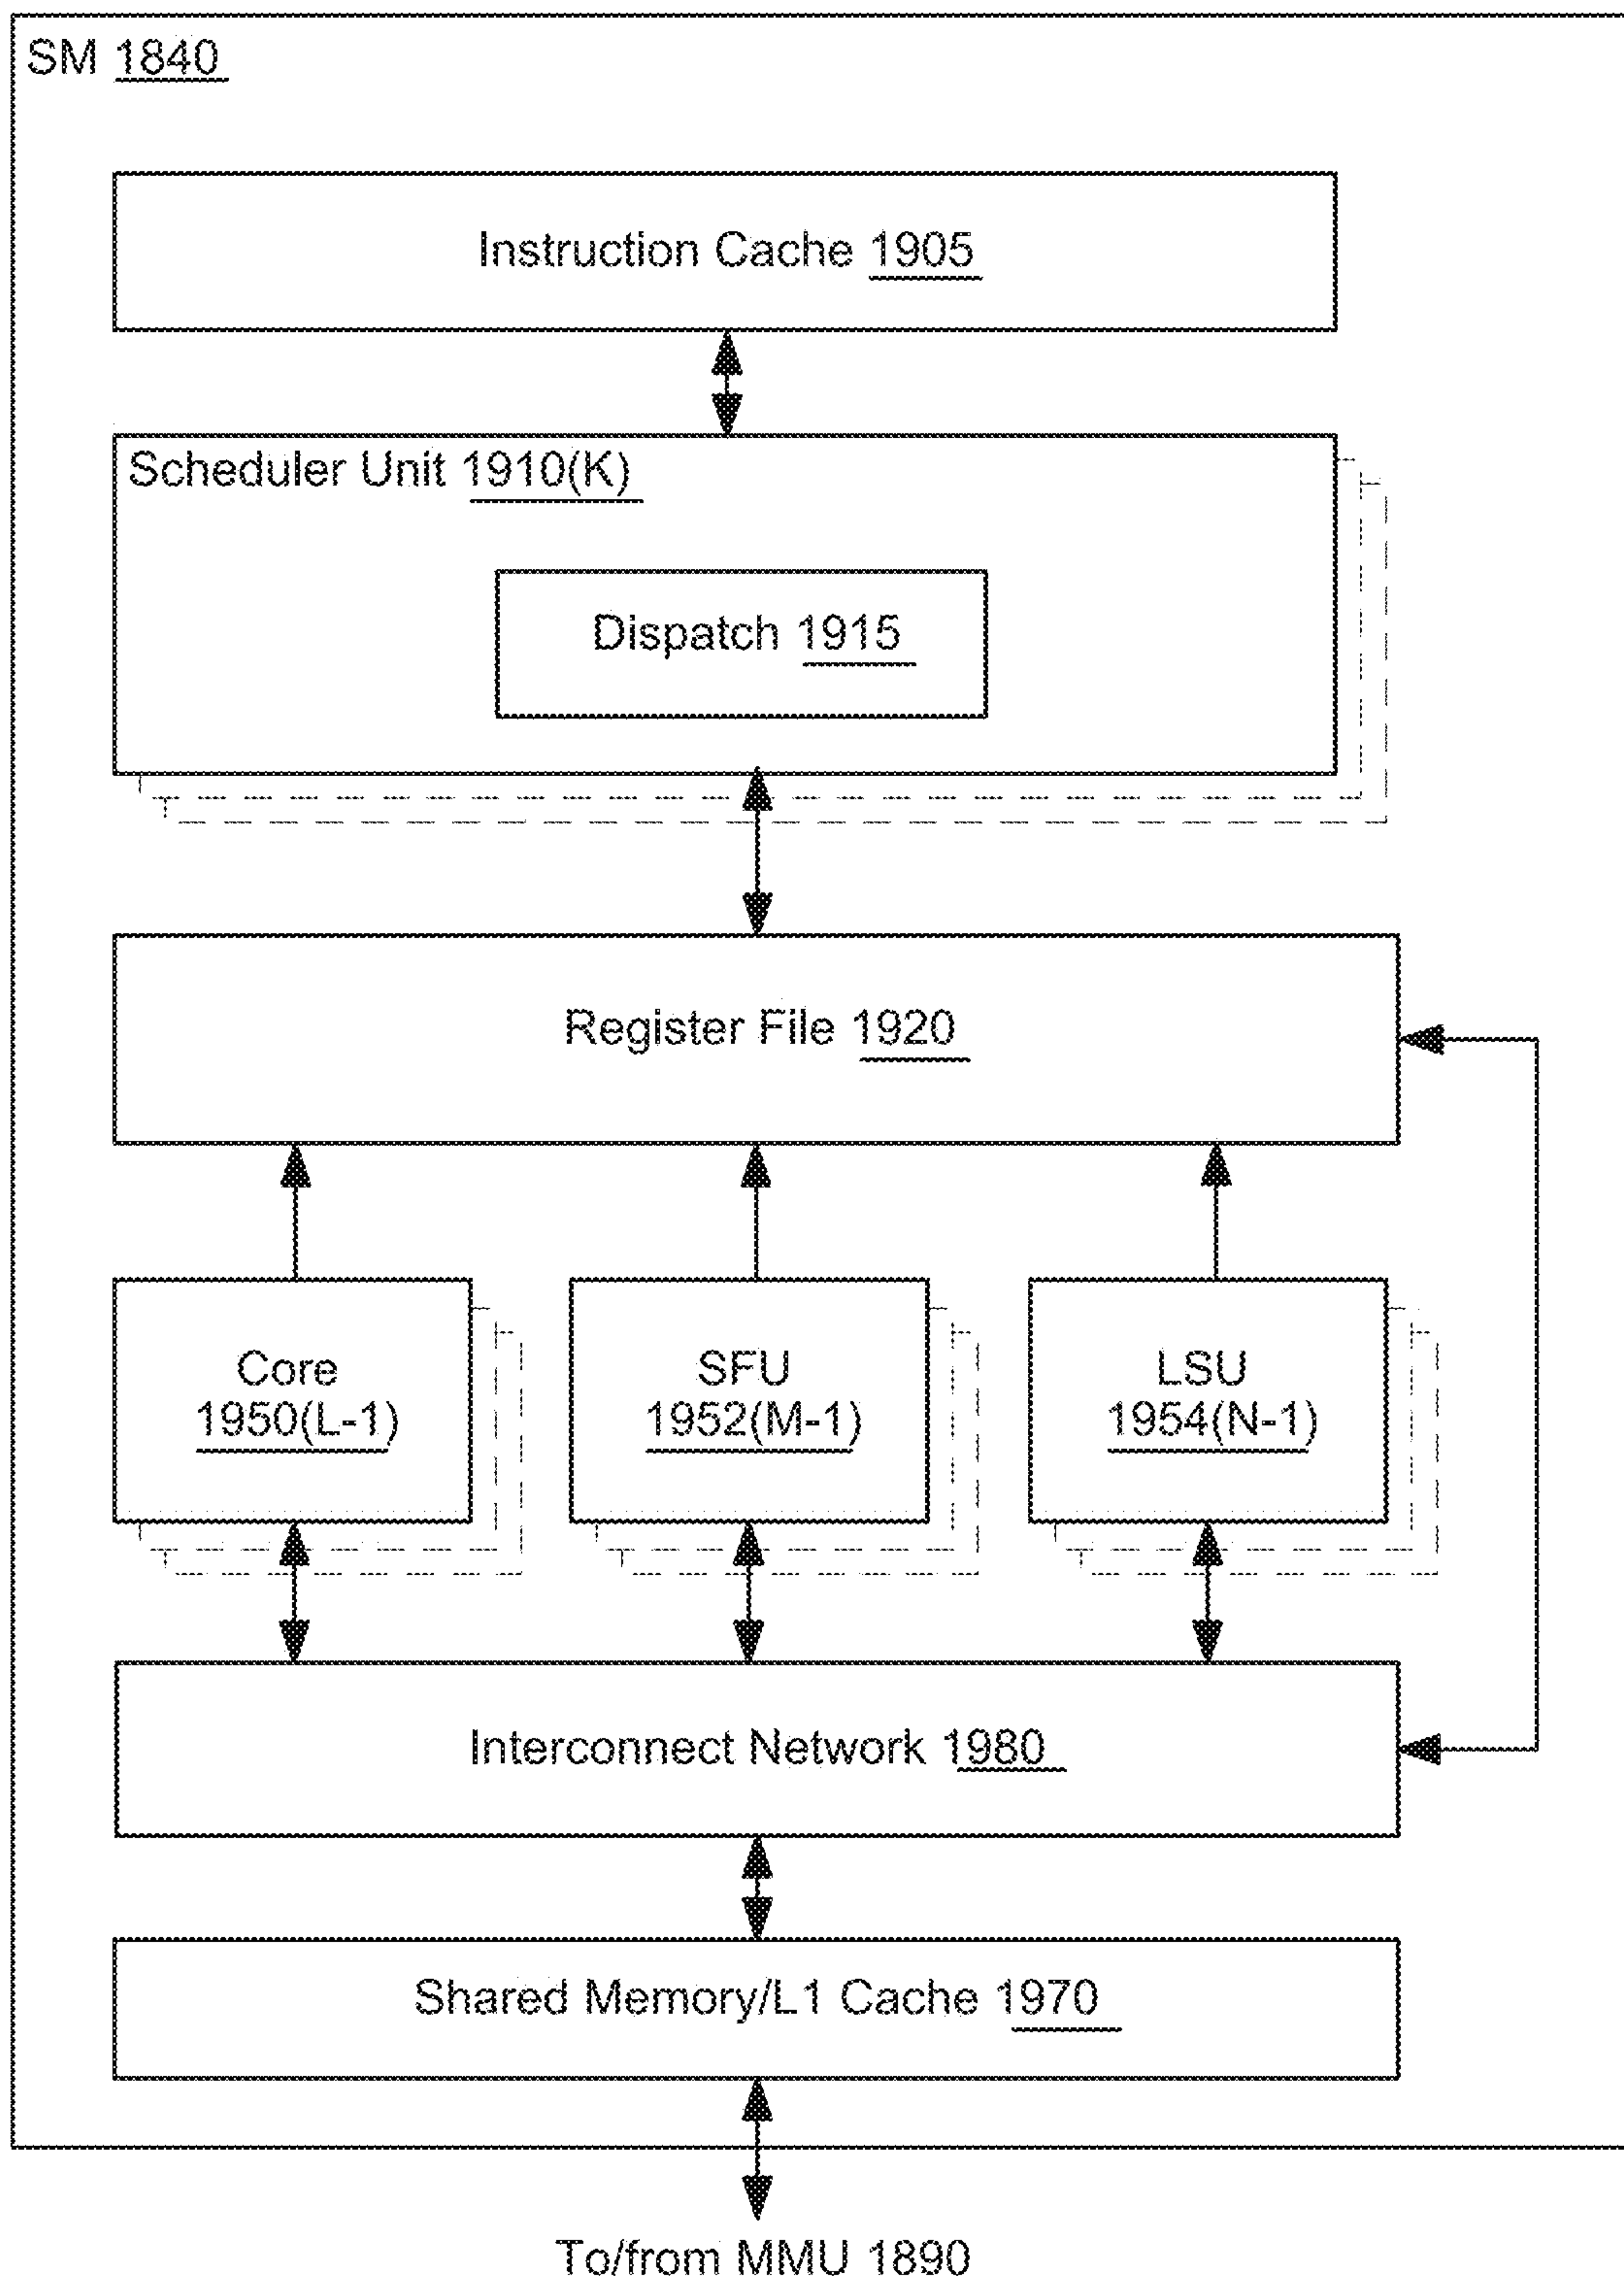 SM 1840
Instruction Cache 1905
Scheduler Unit 1910(K)
Dispatch 1915
Register File 1920
Core
1950(L-1)
SFU
1952(M-1)
LSU
1954(N-1)
Interconnect Network 1980
Shared Memory/L1 Cache 1970
To/from MMU 1890